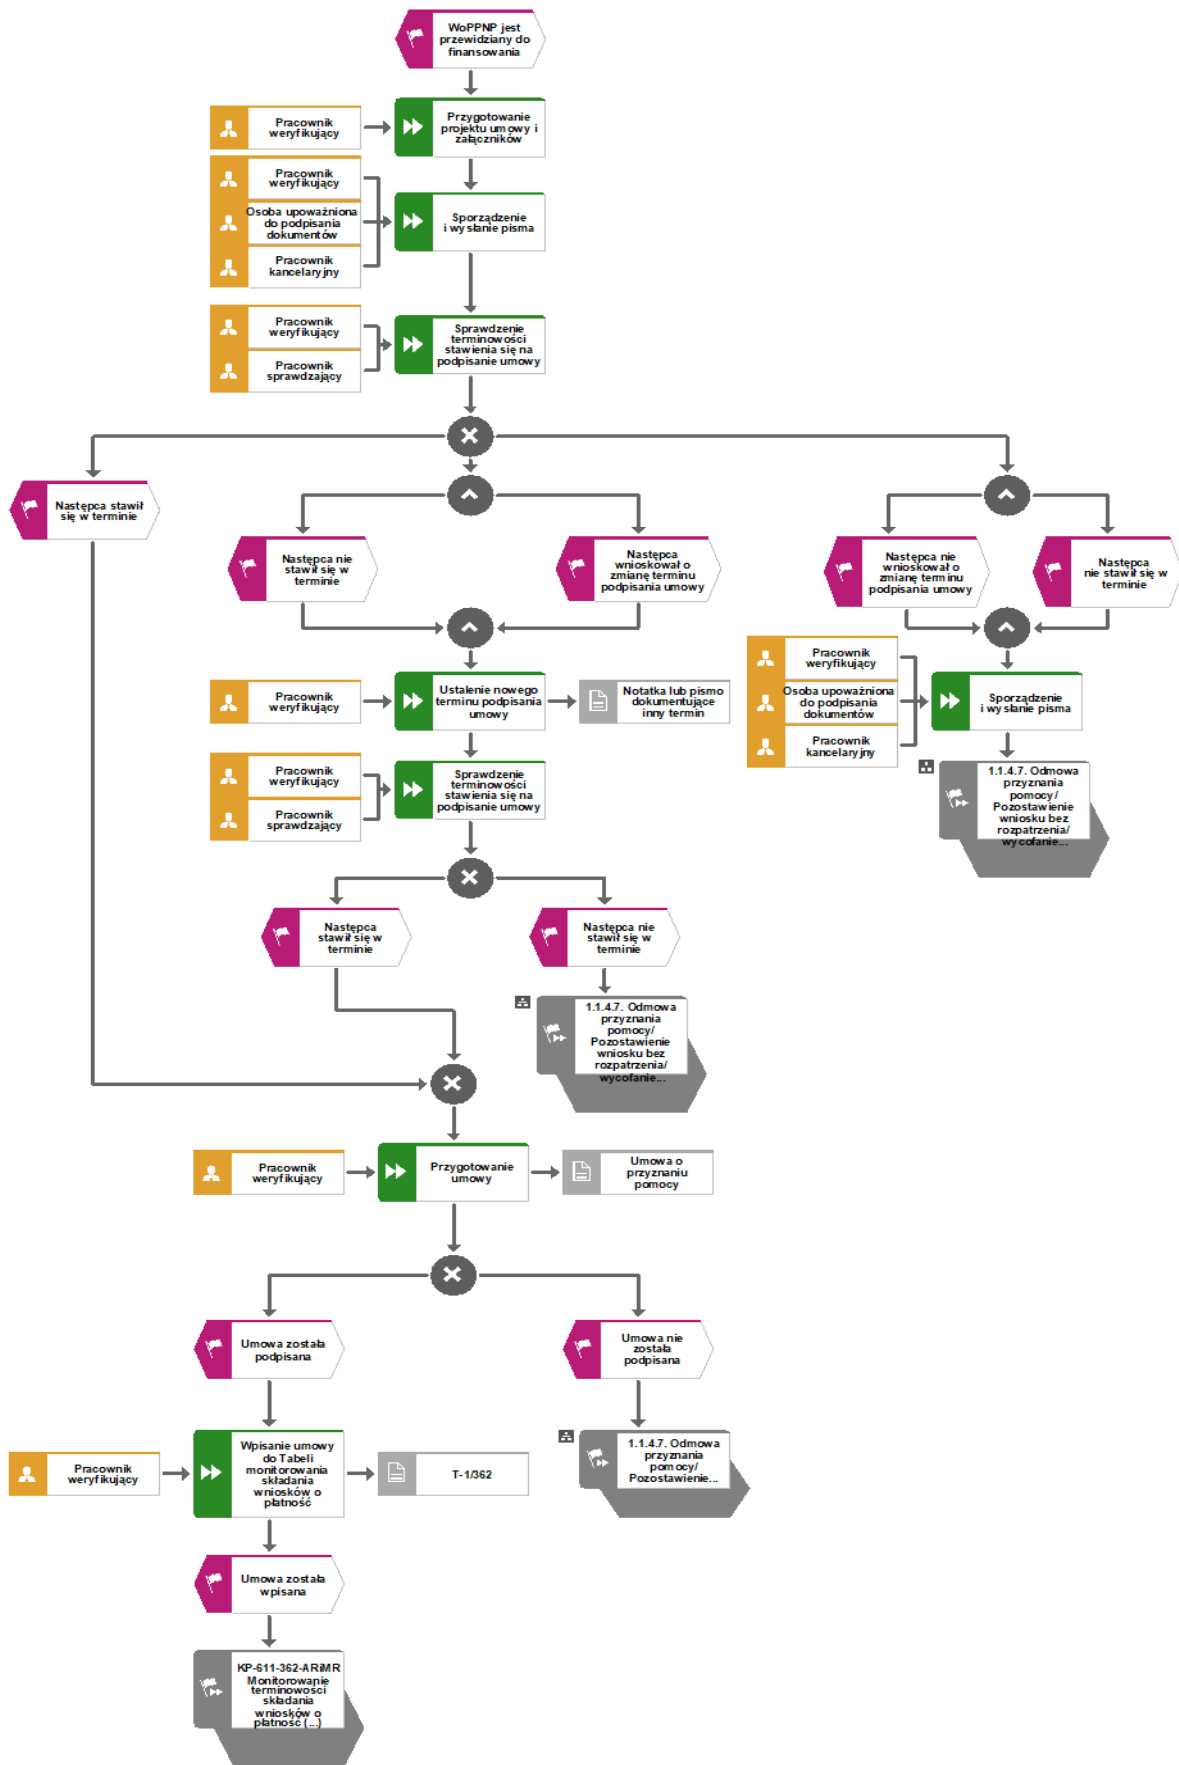 WoPPNP jest
przewidziany do
finansowania
Pracownik
weryfikujący
Przygotowanie
projektu umowy i
załączników
Pracownik
weryfikujący
Osoba upoważniona
do podpisania
dokumentów
Pracownik
kancelaryjny
Sporządzenie
i wysłanie pisma
Pracownik
weryfikujący
Pracownik
sprawdzający
Sprawdzenie
terminowości
stawienia się na
podpisanie umowy
Następca stawił
się w terminie
Następca nie
stawił się w
terminie
Następca
wnioskował o
zmianę terminu
podpisania umowy
Następca nie
wnioskował o
zmianę terminu
podpisania umowy
Następca
nie stawił się w
terminie
Pracownik
weryfikujący
Ustalenie nowego
terminu podpisania
umowy
Notatka lub pismo
dokumentujące
inny termin
Pracownik
weryfikujący
Osoba upoważniona
do podpisania
dokumentów
Pracownik
kancelaryjny
Sporządzenie
i wysłanie pisma
Pracownik
weryfikujący
Pracownik
sprawdzający
Sprawdzenie
terminowości
stawienia się na
podpisanie umowy
1.1.4.7. Odmowa
przyznania
pomocy/
Pozostawienie
wniosku bez
rozpatrzenia/
wycofanie...
Następca
stawił się w
terminie
Następca nie
stawił się w
terminie
1.1.4.7. Odmowa
przyznania
pomocy/
Pozostawienie
wniosku bez
rozpatrzenia/
wycofanie...
Pracownik
weryfikujący
Przygotowanie
umowy
Umowa o
przyznaniu
pomocy
Umowa została
podpisana
Umowa nie
została
podpisana
Pracownik
weryfikujący
Wpisanie umowy
do Tabeli
monitorowania
składania
wniosków o
płatność
T-1/362
1.1.4.7. Odmowa
przyznania
pomocy/
Pozostawienie...
Umowa została
wpisana
KP-611-362-ARiMR
Monitorowanie
terminowości
składania
wniosków o
płatność (...)